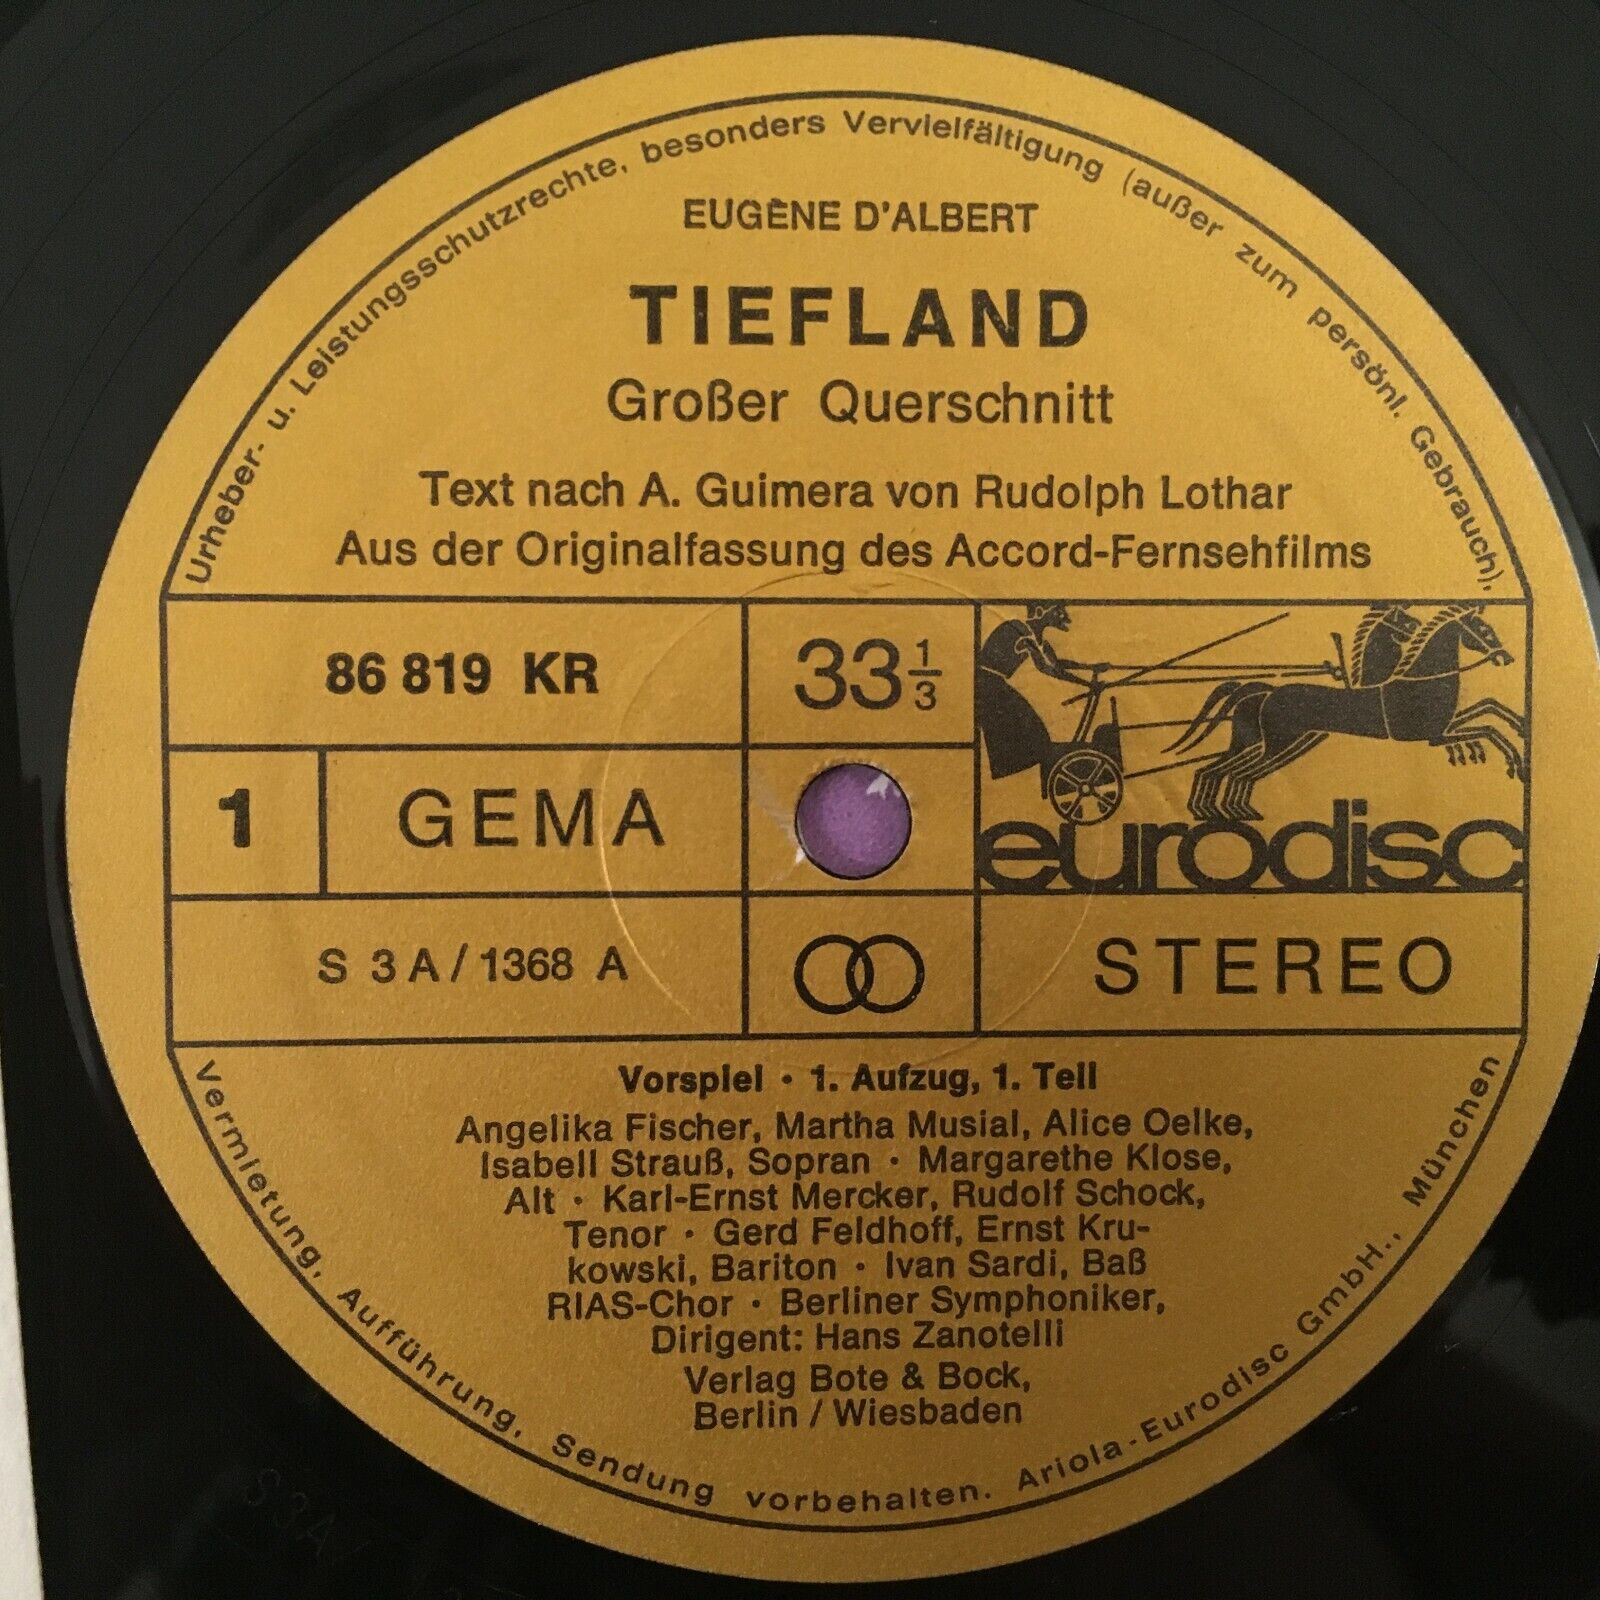 Urheber- u. Leistungsschutzrechte, besonders Vervielfältigung (außer zum persönl. Gebrauch),
EUGÈNE D'ALBERT
TIEFLAND
Großer Querschnitt
Text nach A. Guimera von Rudolph Lothar
Aus der Originalfassung des Accord-Fernsehfilms
86 819 KR
33 1/3
1
GEMA
eurodisc
S 3 A / 1368 A
STEREO
Vorspiel · 1. Aufzug, 1. Teil
Angelika Fischer, Martha Musial, Alice Oelke,
Isabell Strauß, Sopran · Margarethe Klose,
Alt · Karl-Ernst Mercker, Rudolf Schock,
Tenor · Gerd Feldhoff, Ernst Kru-
kowski, Bariton · Ivan Sardi, Baß
RIAS-Chor · Berliner Symphoniker,
Dirigent: Hans Zanotelli
Verlag Bote & Bock,
Berlin / Wiesbaden
Vermietung, Aufführung, Sendung vorbehalten. Ariola-Eurodisc GmbH., München